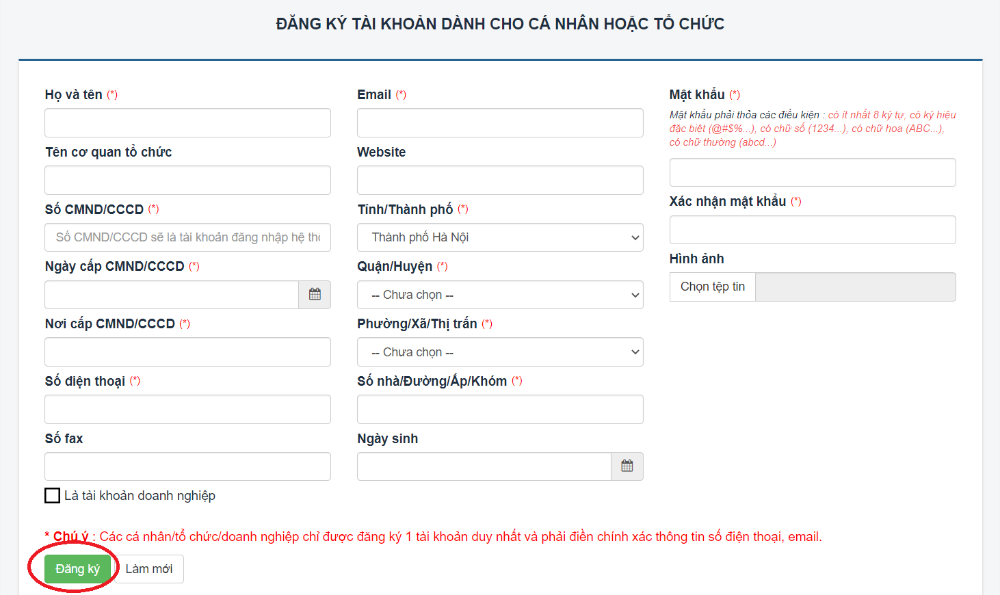 ĐĂNG KÝ TÀI KHOẢN DÀNH CHO CÁ NHÂN HOẶC TỔ CHỨC
Họ và tên (*)
Tên cơ quan tổ chức
Số CMND/CCCD (*)
Số CMND/CCCD sẽ là tài khoản đăng nhập hệ thố
Ngày cấp CMND/CCCD (*)
Nơi cấp CMND/CCCD (*)
Số điện thoại (*)
Số fax
Là tài khoản doanh nghiệp
Email (*)
Website
Tỉnh/Thành phố (*)
Thành phố Hà Nội
Quận/Huyện (*)
-- Chưa chọn --
Phường/Xã/Thị trấn (*)
-- Chưa chọn --
Số nhà/Đường/Ấp/Khóm (*)
Ngày sinh
Mật khẩu (*)
Mật khẩu phải thỏa các điều kiện : có ít nhất 8 ký tự, có ký hiệu
đặc biệt (@#$%...), có chữ số (1234...), có chữ hoa (ABC...),
có chữ thường (abcd...)
Xác nhận mật khẩu (*)
Hình ảnh
Chọn tệp tin
* Chú ý : Các cá nhân/tổ chức/doanh nghiệp chỉ được đăng ký 1 tài khoản duy nhất và phải điền chính xác thông tin số điện thoại, email.
Đăng ký
Làm mới